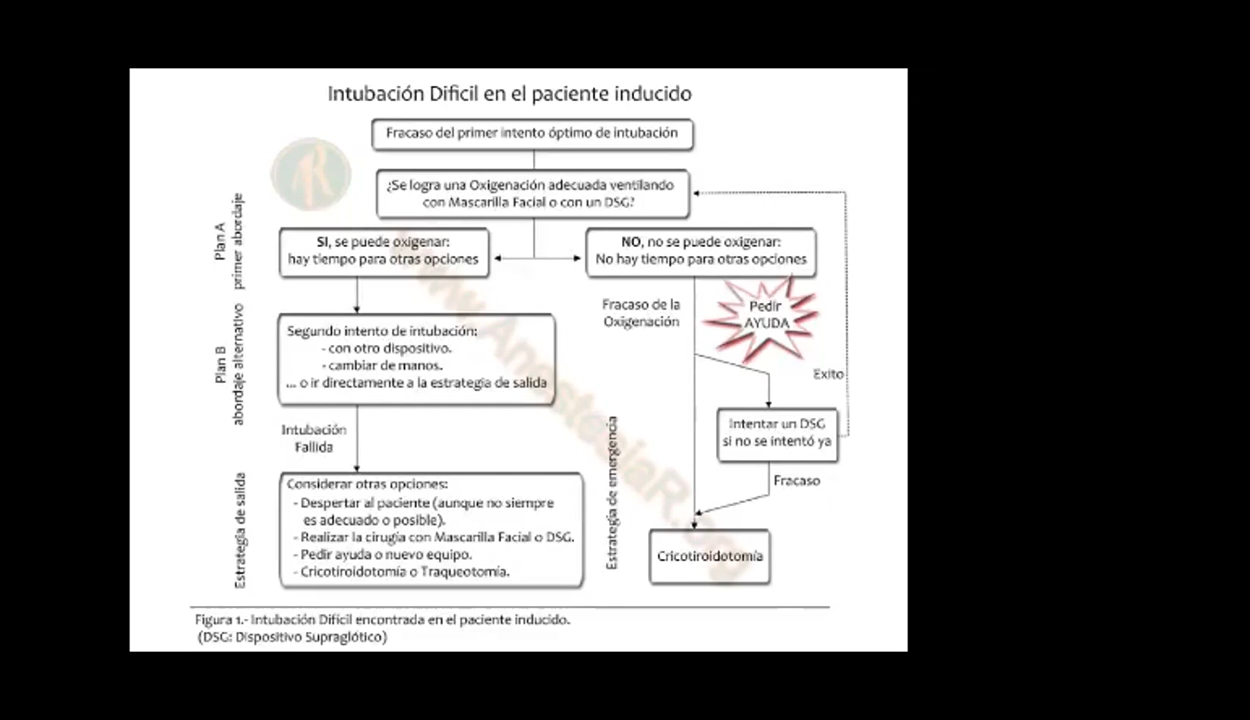 Intubación Dificil en el paciente inducido
Fracaso del primer intento óptimo de intubación
¿Se logra una Oxigenación adecuada ventilando
con Mascarilla Facial o con un DSG?
Plan A
primer abordaje
SI, se puede oxigenar:
hay tiempo para otras opciones
NO, no se puede oxigenar:
No hay tiempo para otras opciones
Fracaso de la
Oxigenación
Pedir
AYUDA
Plan B
abordaje alternativo
Segundo intento de intubación:
- con otro dispositivo.
- cambiar de manos.
... o ir directamente a la estrategia de salida
Exito
Intentar un DSG
si no se intentó ya
Intubación
Fallida
Fracaso
Estrategia de salida
Considerar otras opciones:
- Despertar al paciente (aunque no siempre
es adecuado o posible).
- Realizar la cirugía con Mascarilla Facial o DSG.
- Pedir ayuda o nuevo equipo.
- Cricotiroidotomía o Traqueotomía.
Estrategia de emergencia
Cricotiroidotomía
www.AnestesiaR.org
Figura 1.- Intubación Dificil encontrada en el paciente inducido.
(DSG: Dispositivo Supraglótico)